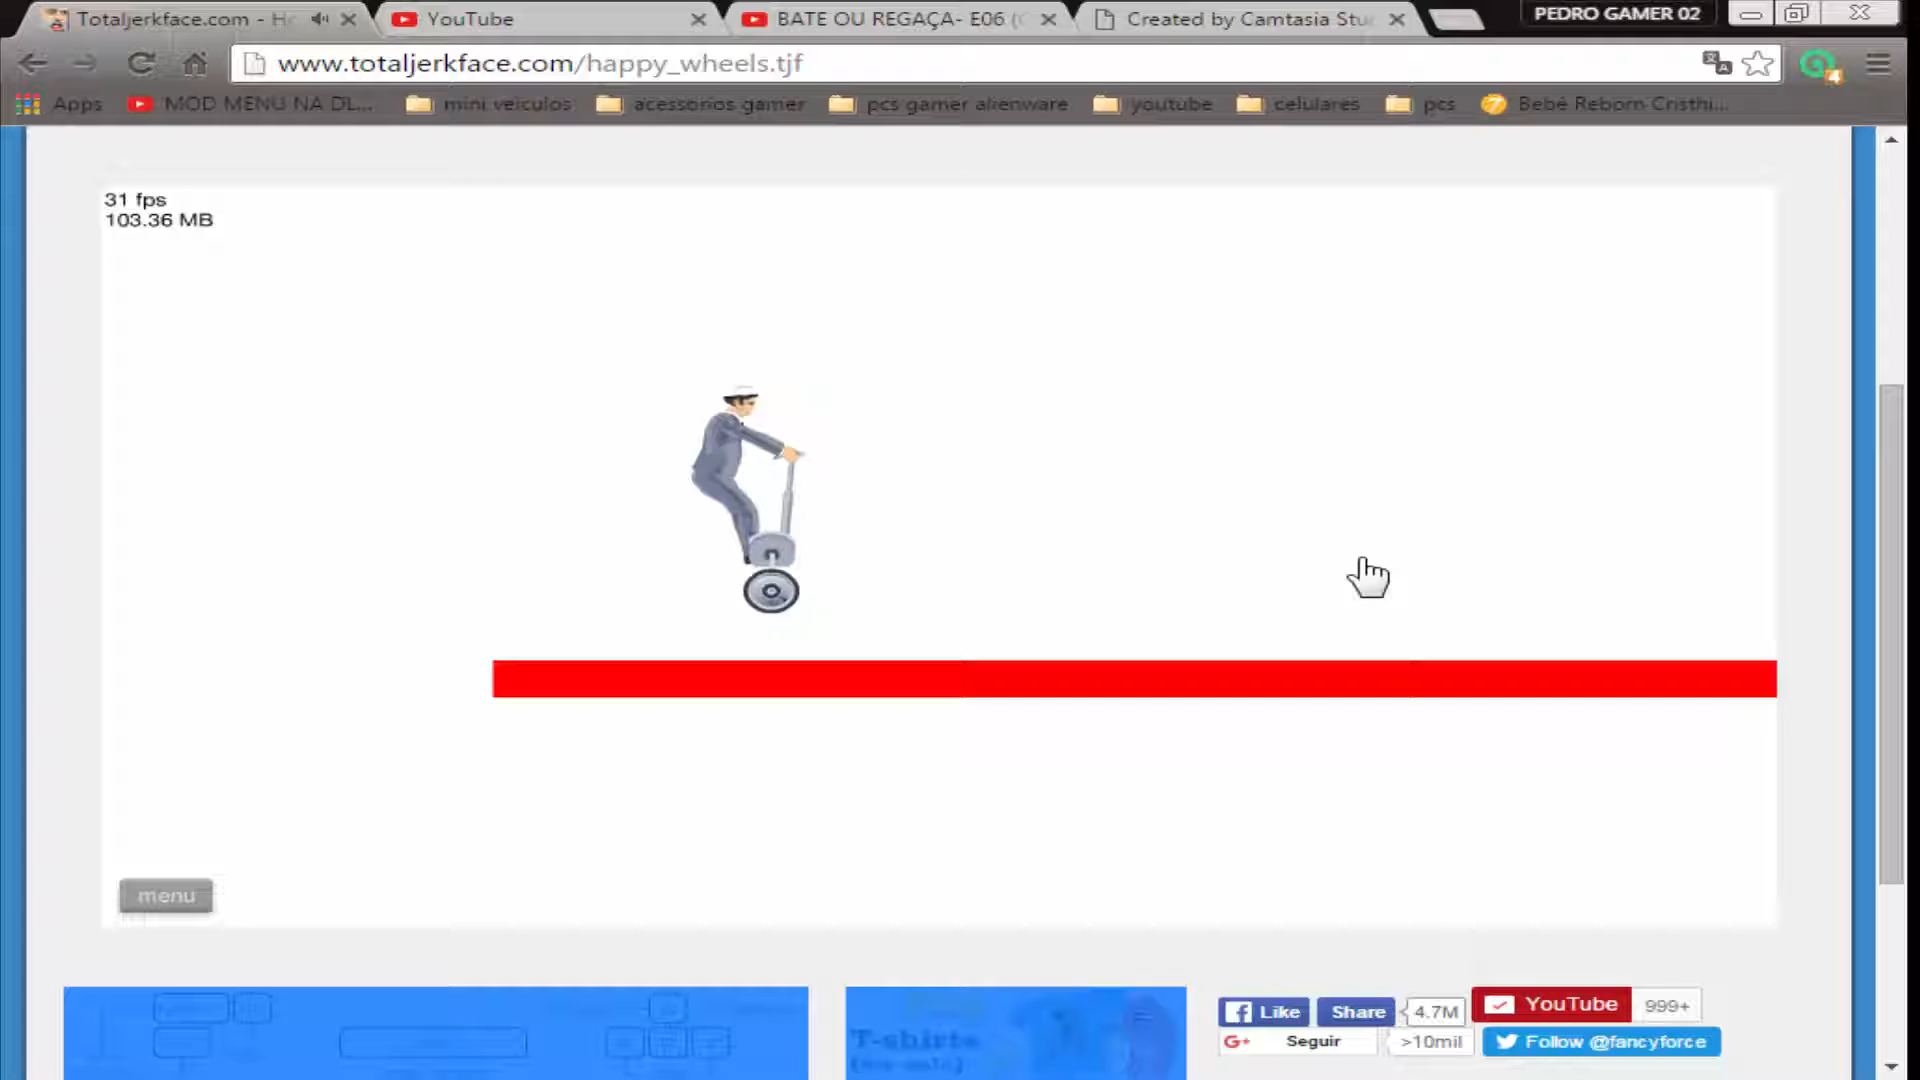 Totaljerkface.com - H
YouTube
BATE OU REGAÇA- E06 (
Created by Camtasia Stu
PEDRO GAMER 02
www.totaljerkface.com/happy_wheels.tjf
4
Apps
MOD MENU NA DL...
mini veiculos
acessorios gamer
pcs gamer alienware
youtube
celulares
pcs
Bebê Reborn Cristhi...
31 fps
103.36 MB
menu
T-shirts
Like
Share
4.7M
YouTube
999+
G+
Seguir
>10mil
Follow @fancyforce